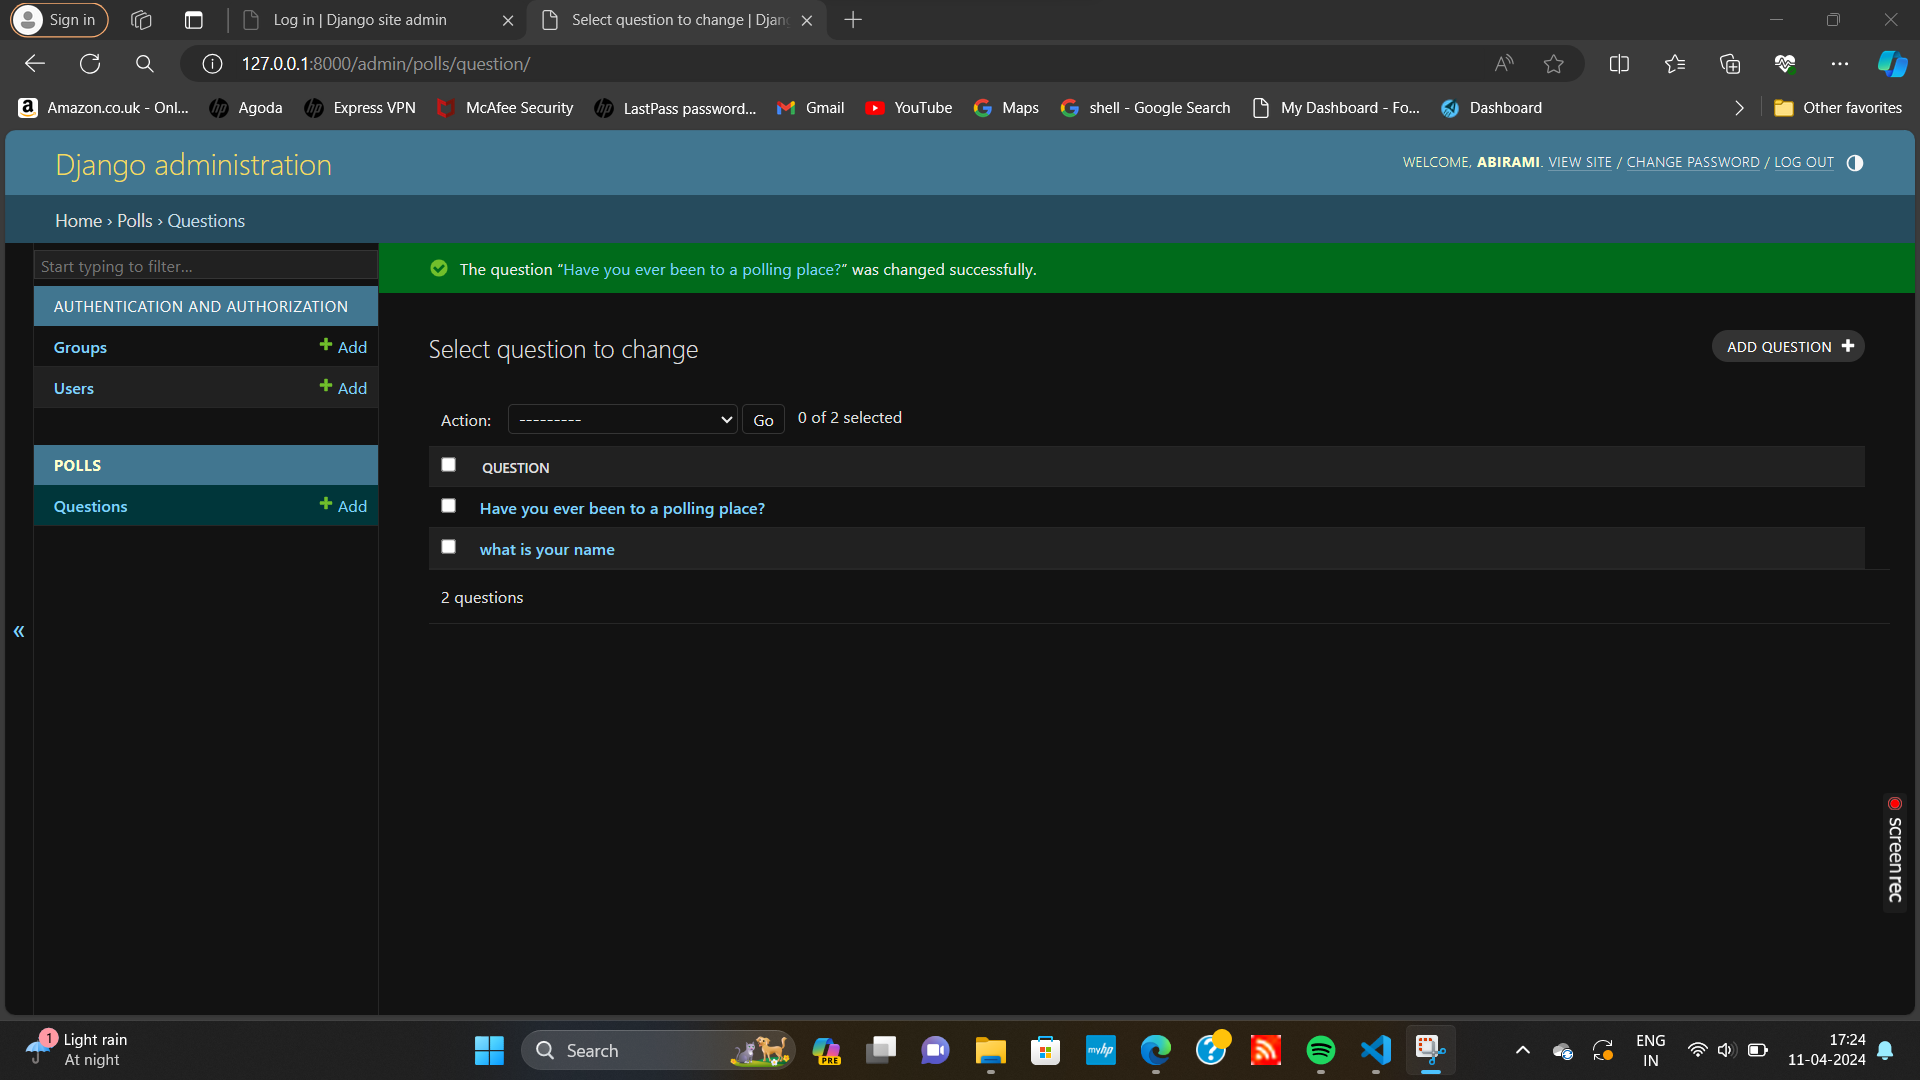 Sign in
Log in | Django site admin
Select question to change | Djan
127.0.0.1:8000/admin/polls/question/
Amazon.co.uk - Onl...
Agoda
Express VPN
McAfee Security
LastPass password...
Gmail
YouTube
Maps
shell - Google Search
My Dashboard - Fo...
Dashboard
Other favorites
Django administration
WELCOME, ABIRAMI. VIEW SITE / CHANGE PASSWORD / LOG OUT
Home › Polls › Questions
Start typing to filter...
AUTHENTICATION AND AUTHORIZATION
Groups + Add
Users + Add
POLLS
Questions + Add
«
The question “Have you ever been to a polling place?” was changed successfully.
Select question to change
ADD QUESTION +
Action: --------- Go 0 of 2 selected
QUESTION
Have you ever been to a polling place?
what is your name
2 questions
screenrec
1
Light rain
At night
Search
PRE
myhp
ENG
IN
17:24
11-04-2024